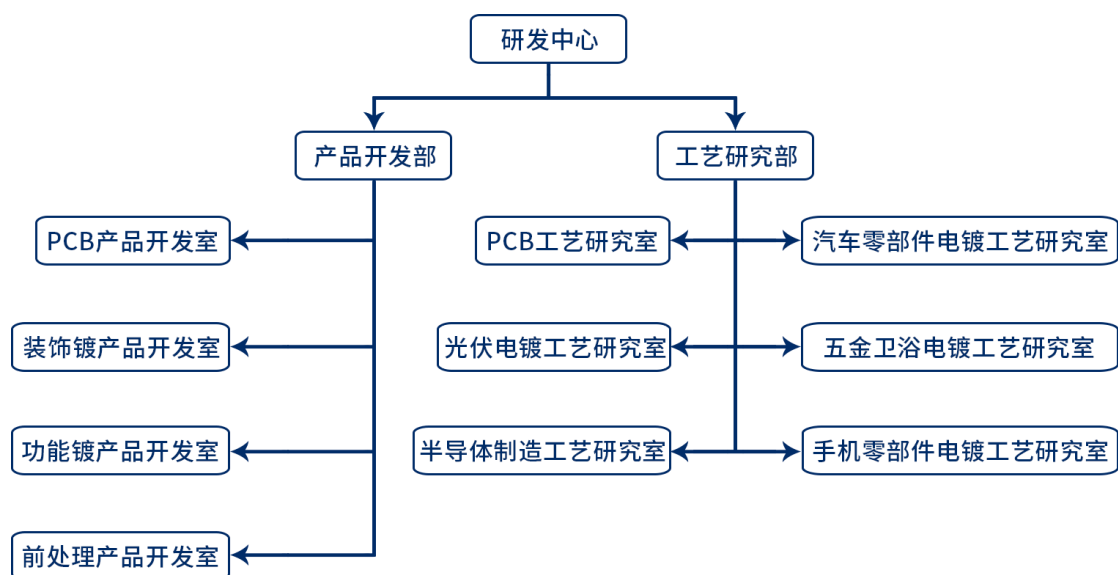 研发中心
产品开发部
工艺研究部
PCB产品开发室
PCB工艺研究室
汽车零部件电镀工艺研究室
装饰镀产品开发室
光伏电镀工艺研究室
五金卫浴电镀工艺研究室
功能镀产品开发室
半导体制造工艺研究室
手机零部件电镀工艺研究室
前处理产品开发室